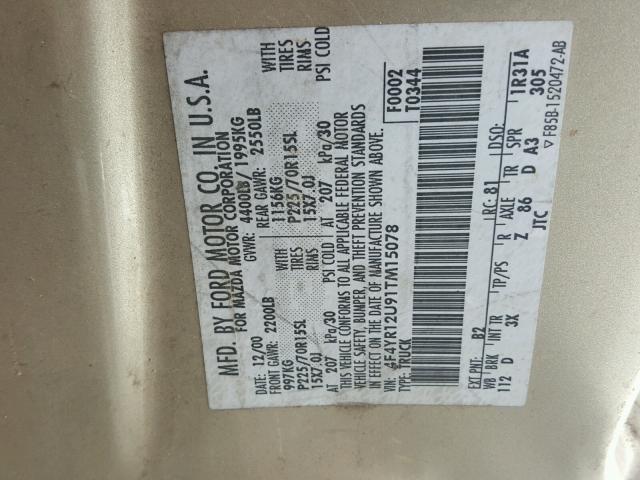 MFD. BY FORD MOTOR CO. IN U.S.A.
FOR MAZDA MOTOR CORPORATION
DATE: 12/00 GVWR: 4400LB/ 1995KG
FRONT GAWR: 2200LB REAR GAWR: 2550LB WITH
997KG 1156KG TIRES
P225/70R15SL P225/70R15SL RIMS
15X7.0J WITH TIRES RIMS 15X7.0J PSI COLD
AT 207 kPa/30 PSI COLD AT 207 kPa/30
THIS VEHICLE CONFORMS TO ALL APPLICABLE FEDERAL MOTOR
VEHICLE SAFETY, BUMPER, AND THEFT PREVENTION STANDARDS
IN EFFECT ON THE DATE OF MANUFACTURE SHOWN ABOVE.
VIN: 4F4YR12U91TM15078 F0002
TYPE: TRUCK T0344
EXT PNT: B2 RC: 81 DSO:
WB BRK INT TR TP/PS R AXLE TR SPR 1R31A
112 D 3X Z 86 D A3 305
JTC ▽ F85B-1520472-AB